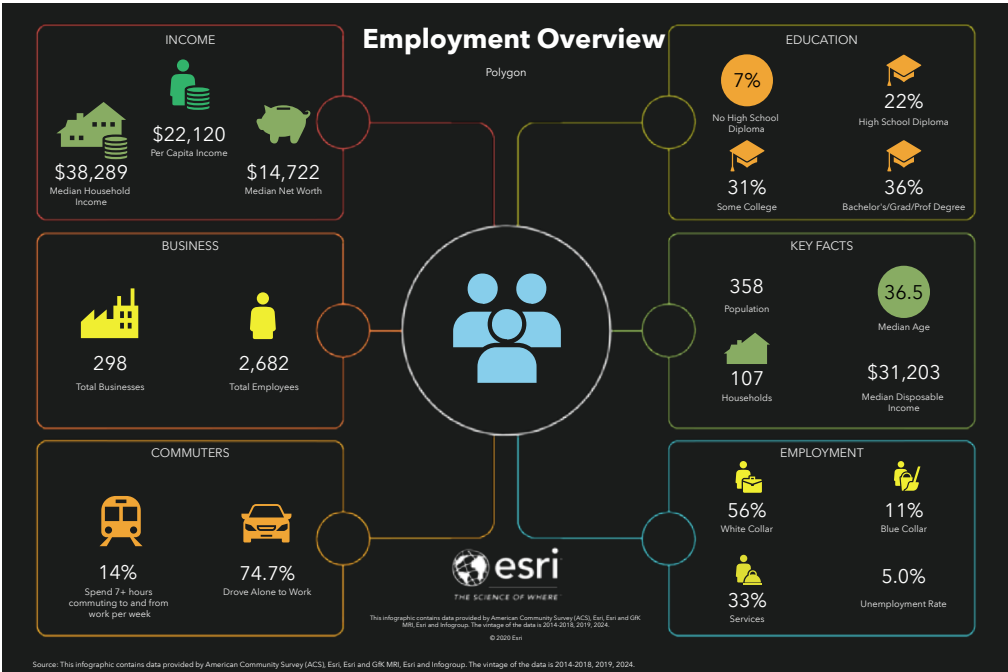 Employment Overview
Polygon
INCOME
$22,120
Per Capita Income
$38,289
Median Household
Income
$14,722
Median Net Worth
EDUCATION
7%
No High School
Diploma
22%
High School Diploma
31%
Some College
36%
Bachelor's/Grad/Prof Degree
BUSINESS
298
Total Businesses
2,682
Total Employees
KEY FACTS
358
Population
36.5
Median Age
107
Households
$31,203
Median Disposable
Income
COMMUTERS
14%
Spend 7+ hours
commuting to and from
work per week
74.7%
Drove Alone to Work
EMPLOYMENT
56%
White Collar
11%
Blue Collar
33%
Services
5.0%
Unemployment Rate
esri
THE SCIENCE OF WHERE
This infographic contains data provided by American Community Survey (ACS), Esri, Esri and GfK
MRI, Esri and Infogroup. The vintage of the data is 2014-2018, 2019, 2024.
© 2020 Esri
Source: This infographic contains data provided by American Community Survey (ACS), Esri, Esri and GfK MRI, Esri and Infogroup. The vintage of the data is 2014-2018, 2019, 2024.